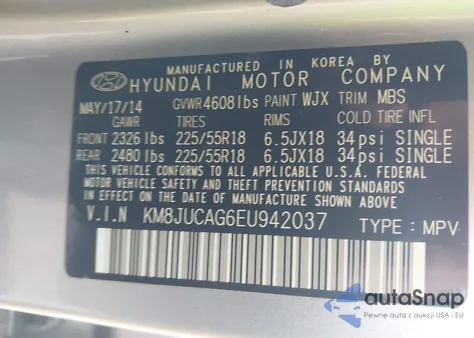 MANUFACTURED IN KOREA BY
HYUNDAI MOTOR COMPANY
MAY/17/14 GVWR 4608lbs PAINT WJX TRIM MBS
GAWR TIRES RIMS COLD TIRE INFL
FRONT 2326 lbs 225/55R18 6.5JX18 34psi SINGLE
REAR 2480 lbs 225/55R18 6.5JX18 34psi SINGLE
THIS VEHICLE CONFORMS TO ALL APPLICABLE U.S.A. FEDERAL
MOTOR VEHICLE SAFETY, BUMPER, AND THEFT PREVENTION STANDARDS
IN EFFECT ON THE DATE OF MANUFACTURE SHOWN ABOVE.
V.I.N KM8JUCAG6EU942037 TYPE : MPV
autoSnap
Pewne auta z aukcji USA i EU